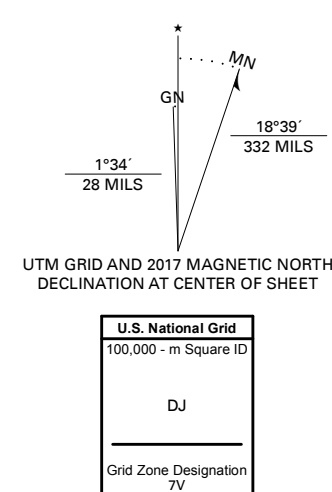 ★
MN
GN
18°39´
332 MILS
1°34´
28 MILS
UTM GRID AND 2017 MAGNETIC NORTH
DECLINATION AT CENTER OF SHEET
U.S. National Grid
100,000 - m Square ID
DJ
Grid Zone Designation
7V